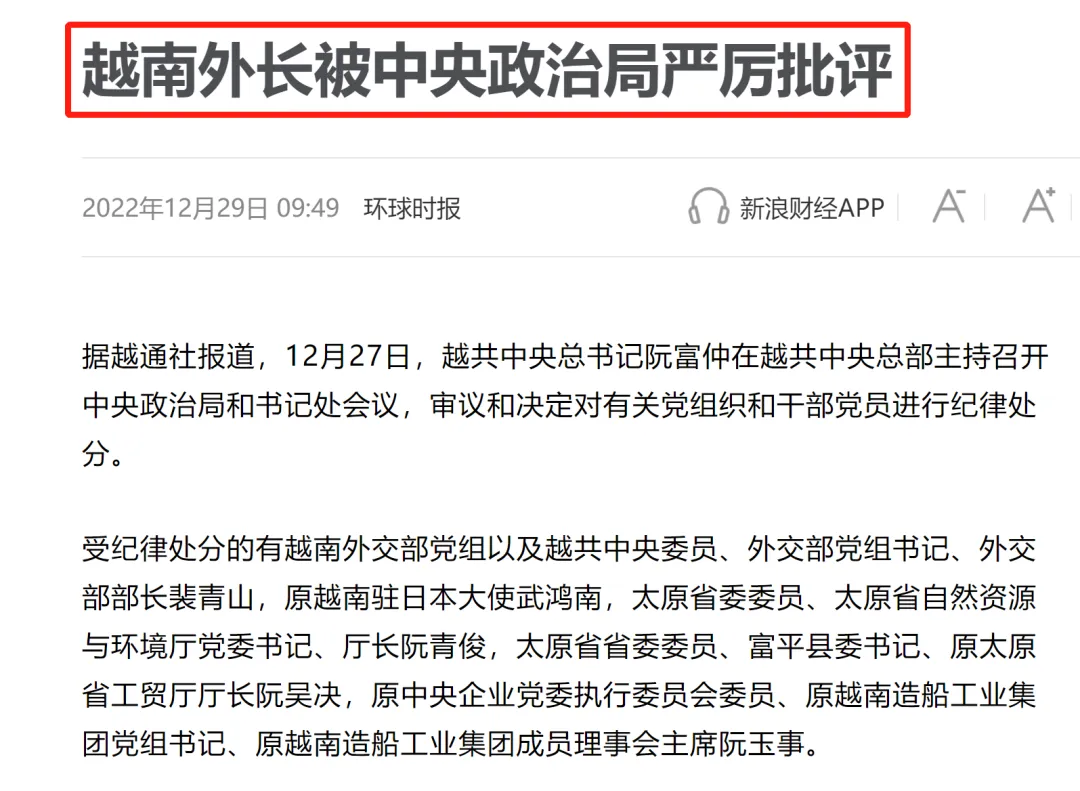 越南外长被中央政治局严厉批评
2022年12月29日 09:49 环球时报 新浪财经APP A- A+
据越通社报道，12月27日，越共中央总书记阮富仲在越共中央总部主持召开
中央政治局和书记处会议，审议和决定对有关党组织和干部党员进行纪律处
分。
受纪律处分的有越南外交部党组以及越共中央委员、外交部党组书记、外交
部部长裴青山，原越南驻日本大使武鸿南，太原省委委员、太原省自然资源
与环境厅党委书记、厅长阮青俊，太原省省委委员、富平县委书记、原太原
省工贸厅厅长阮吴决，原中央企业党委执行委员会委员、原越南造船工业集
团党组书记、原越南造船工业集团成员理事会主席阮玉事。